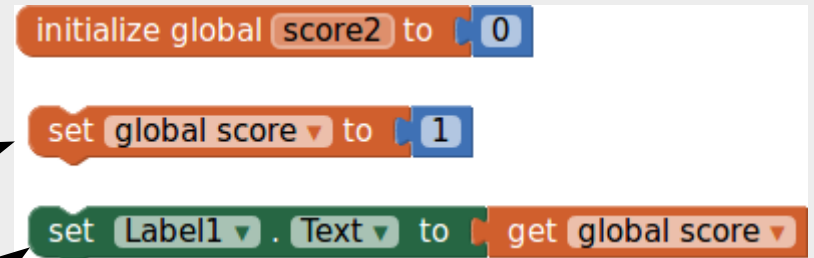 initialize global score2 to 0
set global score to 1
set Label1 . Text to get global score